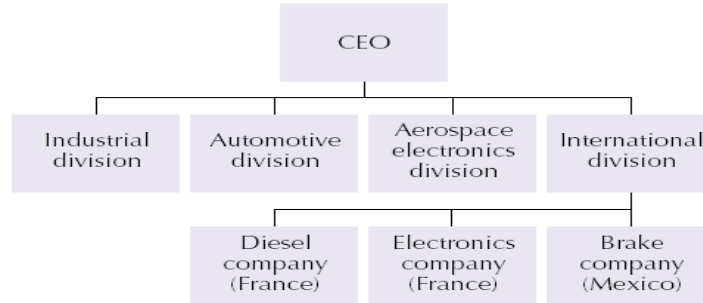 CEO
Industrial
division
Automotive
division
Aerospace
electronics
division
International
division
Diesel
company
(France)
Electronics
company
(France)
Brake
company
(Mexico)